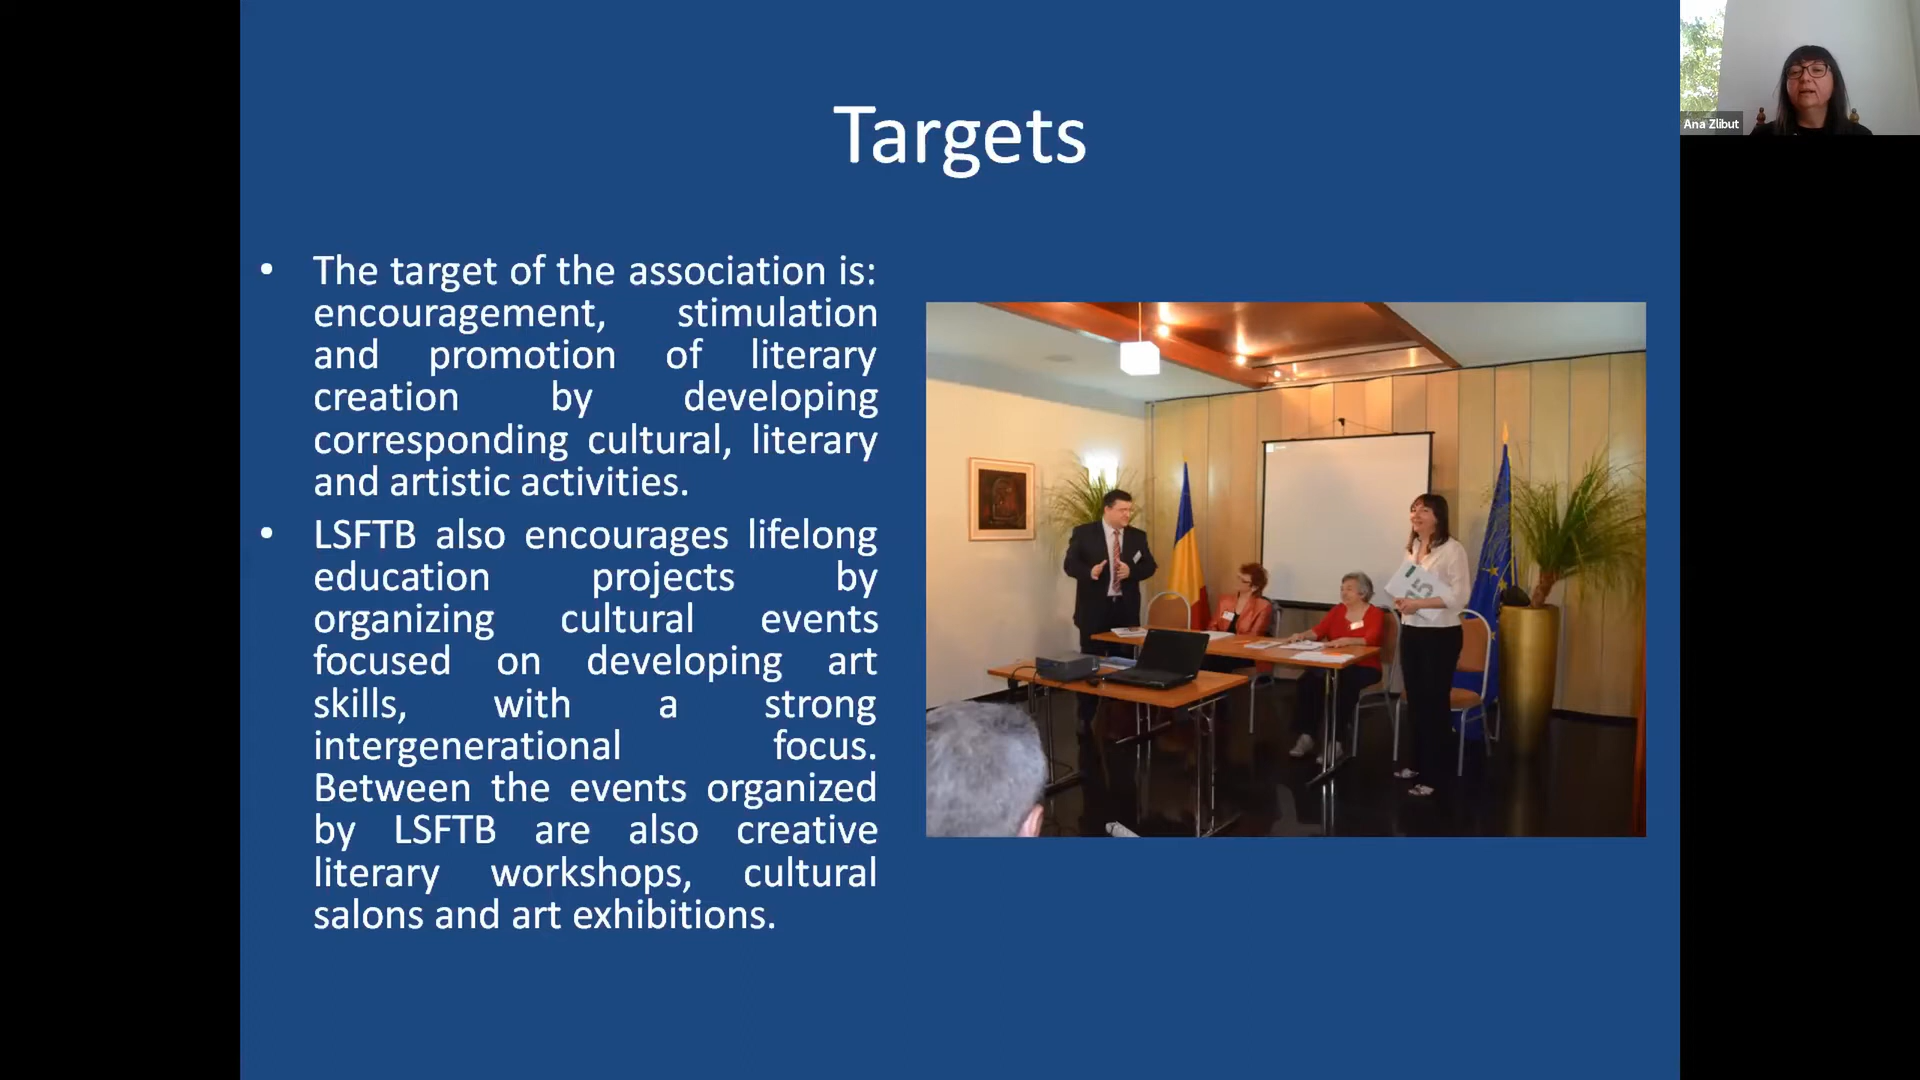 Targets
• The target of the association is:
encouragement, stimulation
and promotion of literary
creation by developing
corresponding cultural, literary
and artistic activities.
• LSFTB also encourages lifelong
education projects by
organizing cultural events
focused on developing art
skills, with a strong
intergenerational focus.
Between the events organized
by LSFTB are also creative
literary workshops, cultural
salons and art exhibitions.
Ana Zlibut